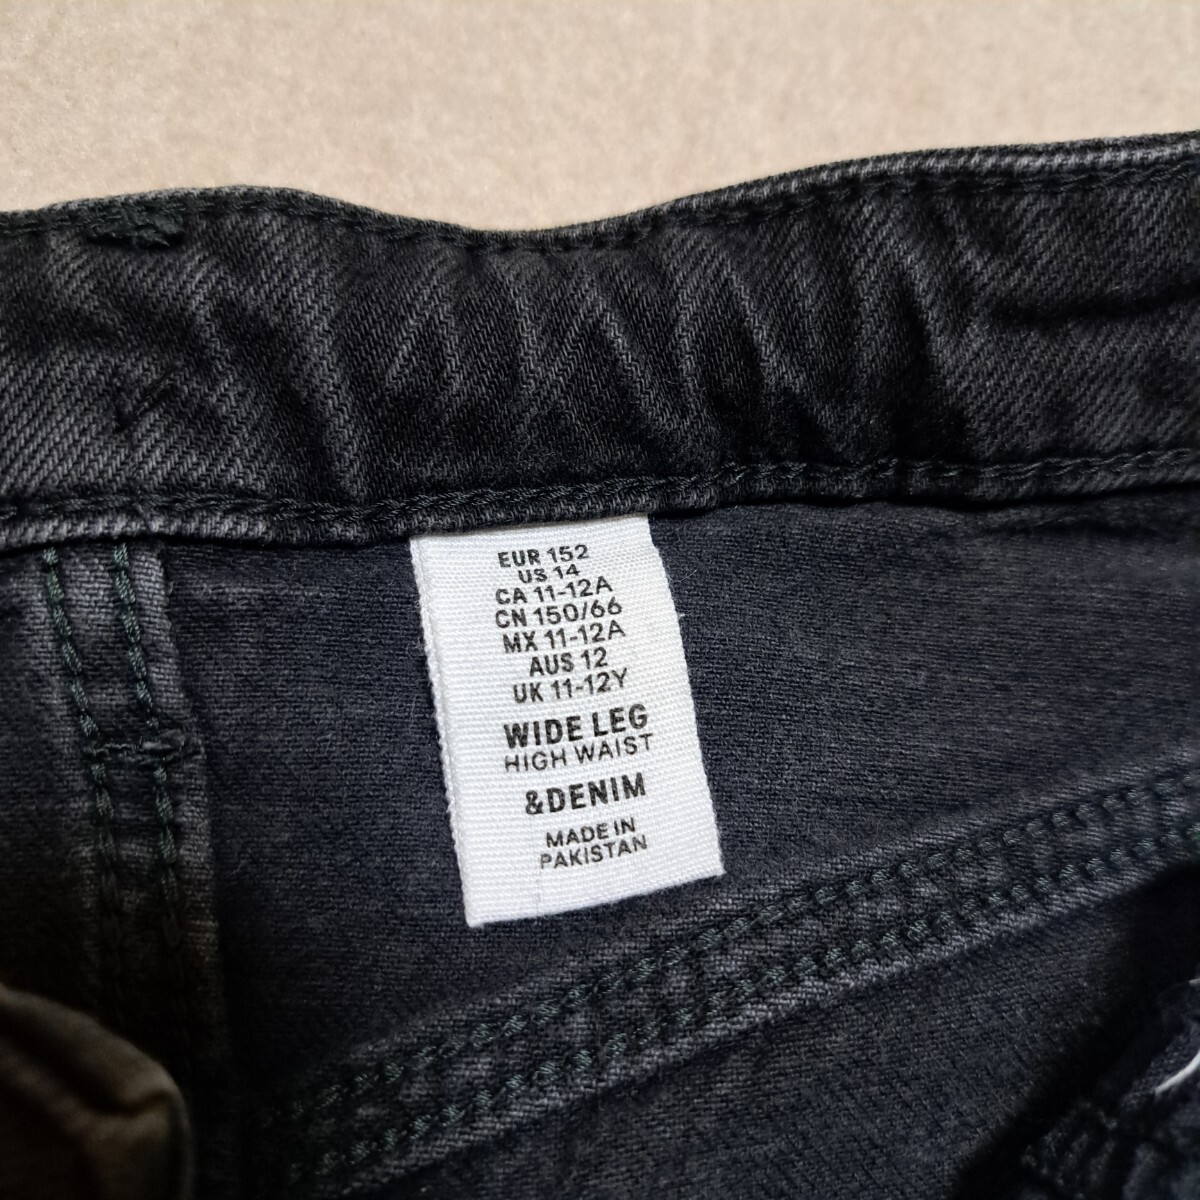 EUR 152
US 14
CA 11-12A
CN 150/66
MX 11-12A
AUS 12
UK 11-12Y
WIDE LEG
HIGH WAIST
&DENIM
MADE IN
PAKISTAN